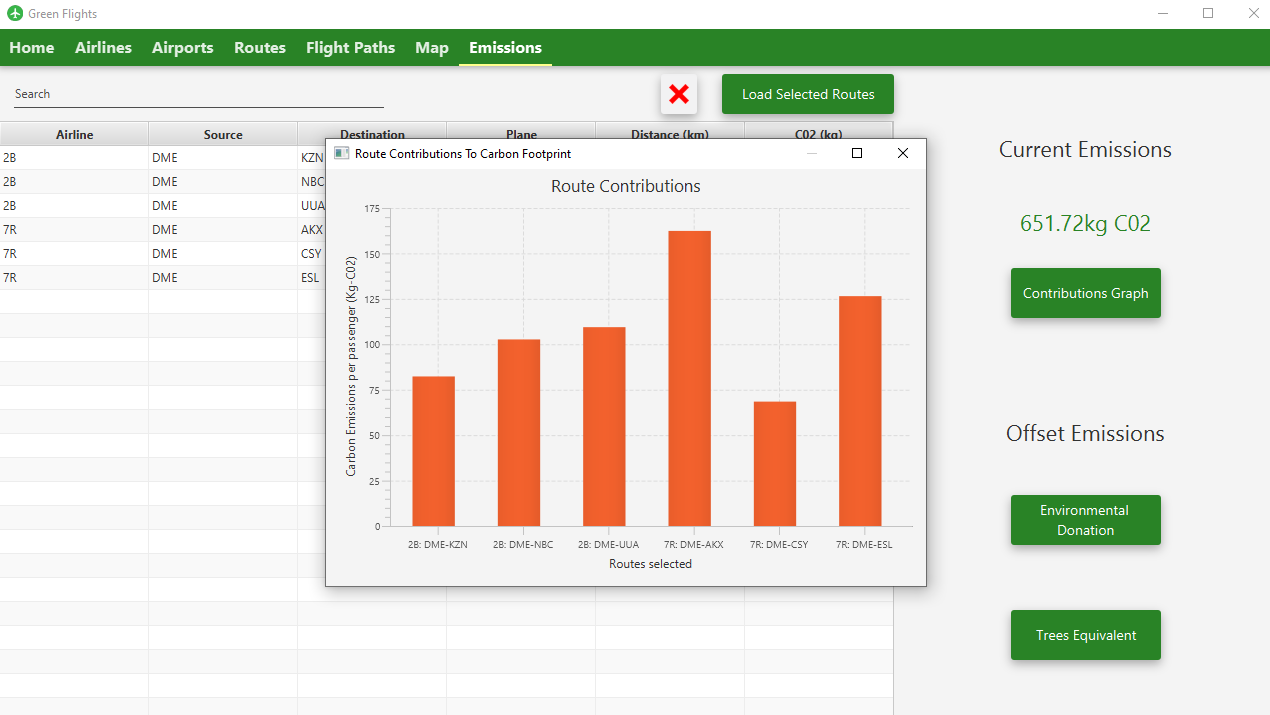 Green Flights
Home Airlines Airports Routes Flight Paths Map Emissions
Search
Load Selected Routes
Airline Source Destination Plane Distance (km) C02 (kg)
2B DME KZN
2B DME NBC
2B DME UUA
7R DME AKX
7R DME CSY
7R DME ESL
Route Contributions To Carbon Footprint
Route Contributions
Carbon Emissions per passenger (Kg-C02)
175
150
125
100
75
50
25
0
2B: DME-KZN 2B: DME-NBC 2B: DME-UUA 7R: DME-AKX 7R: DME-CSY 7R: DME-ESL
Routes selected
Current Emissions
651.72kg C02
Contributions Graph
Offset Emissions
Environmental
Donation
Trees Equivalent